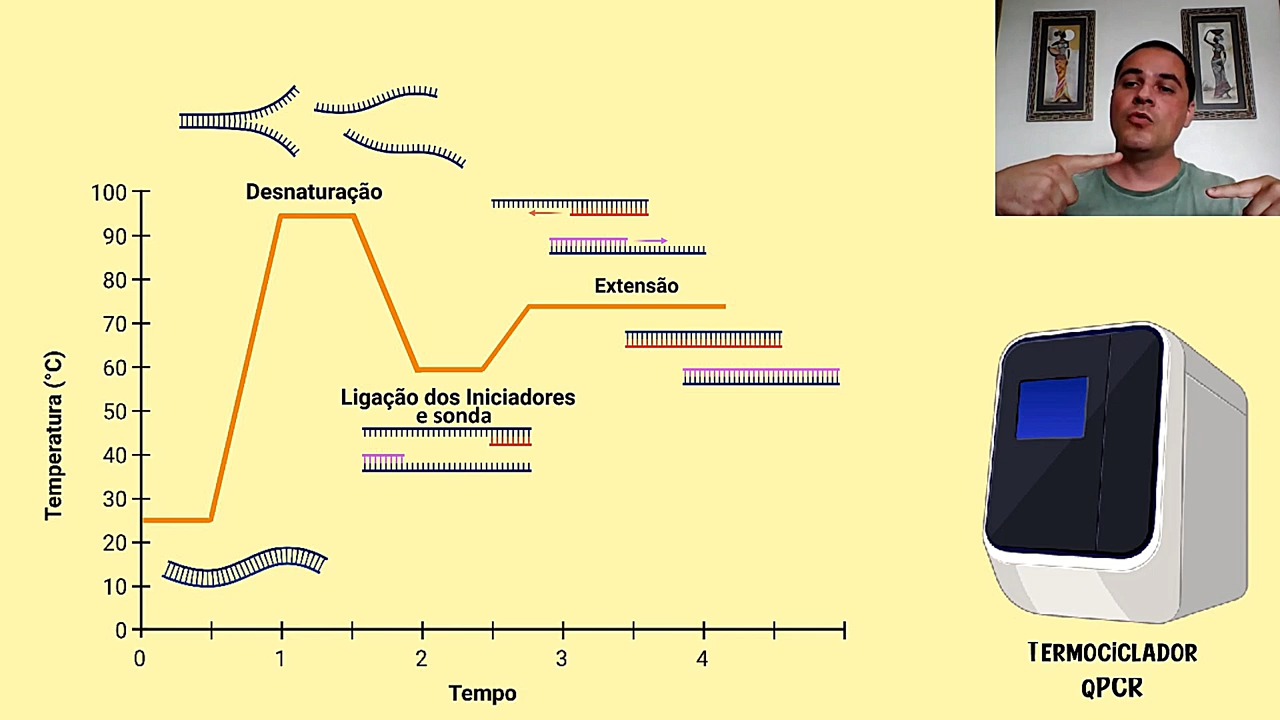 Desnaturação
Extensão
Ligação dos Iniciadores
e sonda
Temperatura (°C)
100
90
80
70
60
50
40
30
20
10
0
0 1 2 3 4
Tempo
TERMOCICLADOR
qPCR